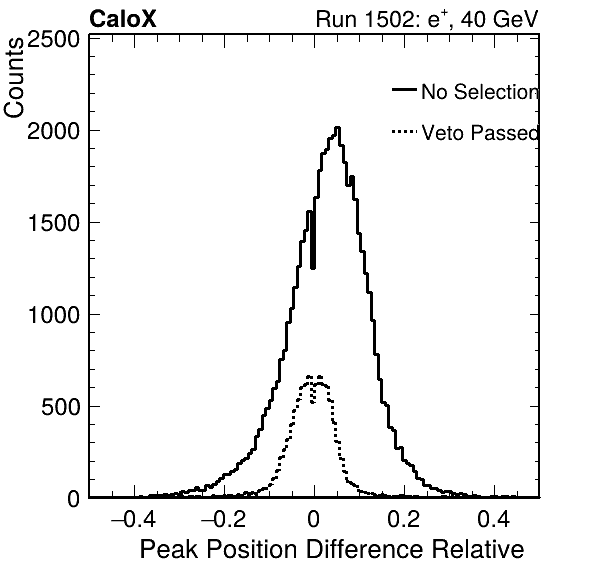 CaloX Run 1502: e⁺, 40 GeV
Counts
2500
2000
1500
1000
500
0
No Selection
Veto Passed
−0.4 −0.2 0 0.2 0.4
Peak Position Difference Relative